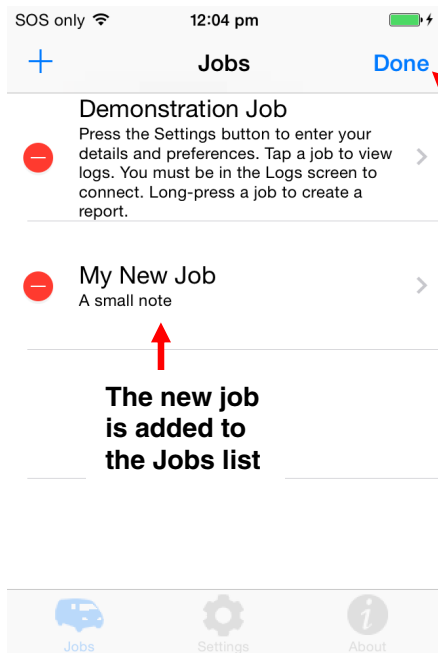 SOS only 12:04 pm
Jobs Done
Demonstration Job
Press the Settings button to enter your
details and preferences. Tap a job to view
logs. You must be in the Logs screen to
connect. Long-press a job to create a
report.
My New Job
A small note
The new job
is added to
the Jobs list
Jobs Settings About